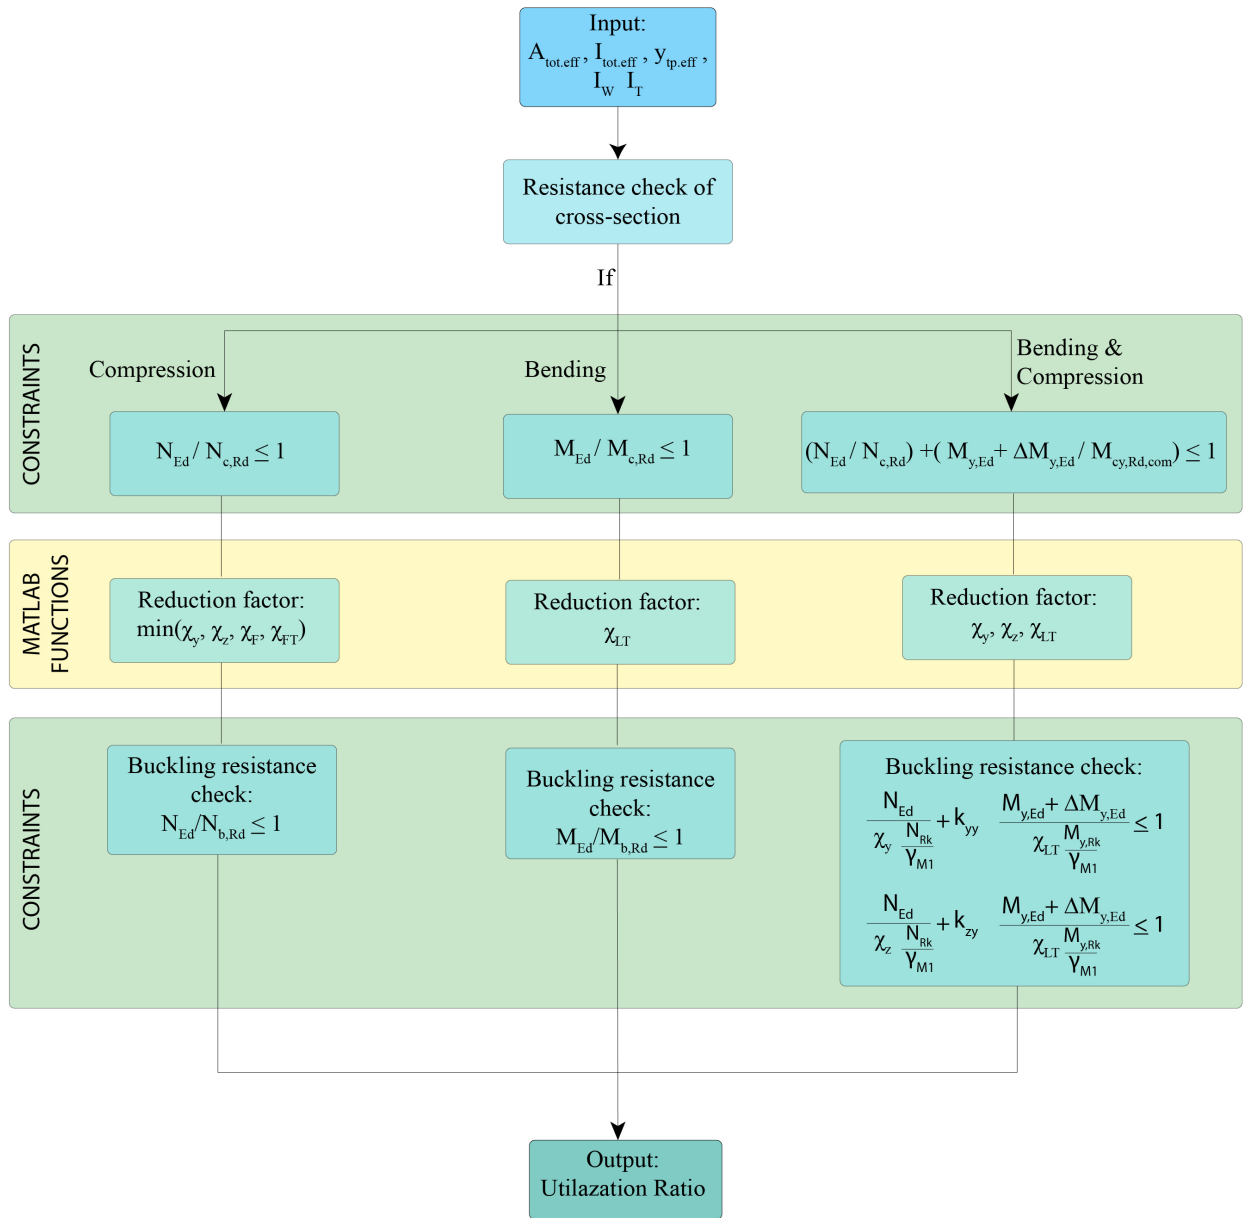 Input:
A_tot.eff, I_tot.eff, y_tp.eff,
I_W I_T
Resistance check of
cross-section
If
CONSTRAINTS
Compression
Bending
Bending &
Compression
N_Ed / N_c,Rd ≤ 1
M_Ed / M_c,Rd ≤ 1
(N_Ed / N_c,Rd) +( M_y,Ed + ΔM_y,Ed / M_cy,Rd,com) ≤ 1
MATLAB
FUNCTIONS
Reduction factor:
min(χ_y, χ_z, χ_F, χ_FT)
Reduction factor:
χ_LT
Reduction factor:
χ_y, χ_z, χ_LT
CONSTRAINTS
Buckling resistance
check:
N_Ed/N_b,Rd ≤ 1
Buckling resistance
check:
M_Ed/M_b,Rd ≤ 1
Buckling resistance check:
N_Ed / (χ_y N_Rk/γ_M1) + k_yy (M_y,Ed + ΔM_y,Ed) / (χ_LT M_y,Rk/γ_M1) ≤ 1
N_Ed / (χ_z N_Rk/γ_M1) + k_zy (M_y,Ed + ΔM_y,Ed) / (χ_LT M_y,Rk/γ_M1) ≤ 1
Output:
Utilazation Ratio